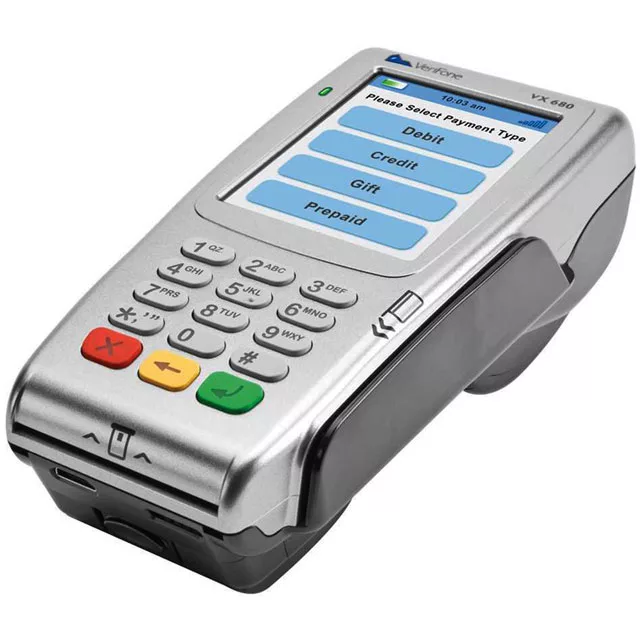 VeriFone
VX 680
10:03 am
Please Select Payment Type
Debit
Credit
Gift
Prepaid
1 QZ
2 ABC
3 DEF
4 GHI
5 JKL
6 MNO
7 PRS
8 TUV
9 WXY
*,'"
0
#